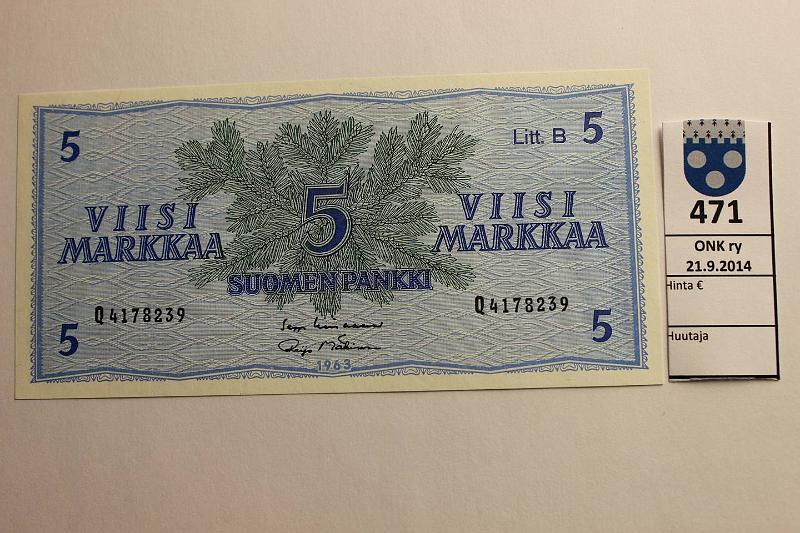 5
Litt. B 5
VIISI MARKKAA
5
VIISI MARKKAA
SUOMEN PANKKI
Q4178239
Q4178239
5
5
1963
471
ONK ry
21.9.2014
Hinta €
Huutaja